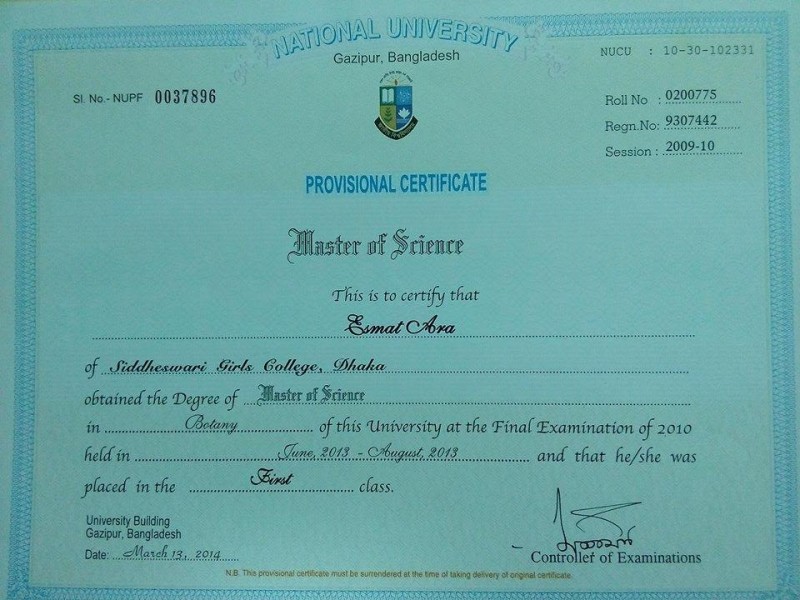 NATIONAL UNIVERSITY
Gazipur, Bangladesh
NUCU : 10-30-102331
Sl. No.- NUPF 0037896
Roll No : 0200775
Regn.No: 9307442
Session : 2009-10
PROVISIONAL CERTIFICATE
Master of Science
This is to certify that
Esmat Ara
of Siddheswari Girls College, Dhaka
obtained the Degree of Master of Science
in Botany of this University at the Final Examination of 2010
held in June, 2013 - August, 2013 and that he/she was
placed in the First class.
University Building
Gazipur, Bangladesh
Date: March 13, 2014
Controller of Examinations
N.B. This provisional certificate must be surrendered at the time of taking delivery of original certificate.